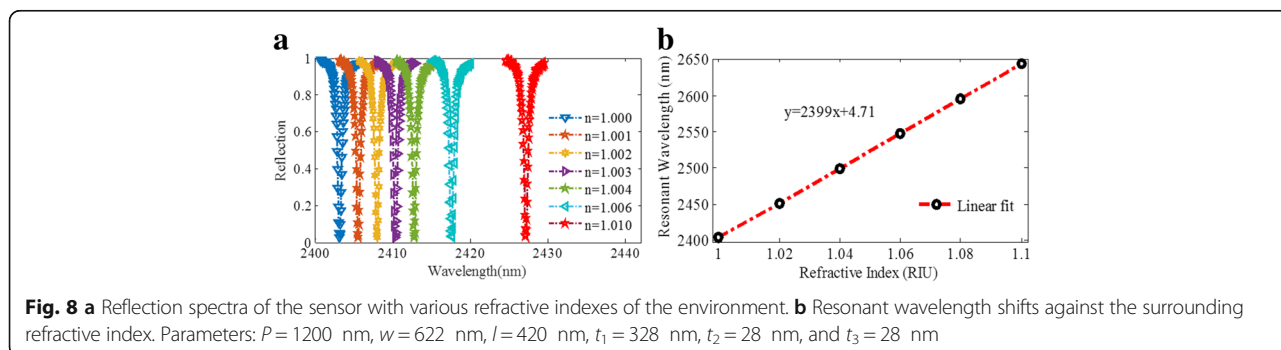 a
Reflection
1
0.8
0.6
0.4
0.2
0
2400
2410
2420
2430
2440
Wavelength(nm)
n=1.000
n=1.001
n=1.002
n=1.003
n=1.004
n=1.006
n=1.010
b
Resonant Wavelength (nm)
2650
2600
2550
2500
2450
2400
y=2399x+4.71
Linear fit
1
1.02
1.04
1.06
1.08
1.1
Refractive Index (RIU)
Fig. 8 a Reflection spectra of the sensor with various refractive indexes of the environment. b Resonant wavelength shifts against the surrounding
refractive index. Parameters: P = 1200 nm, w = 622 nm, l = 420 nm, t1 = 328 nm, t2 = 28 nm, and t3 = 28 nm